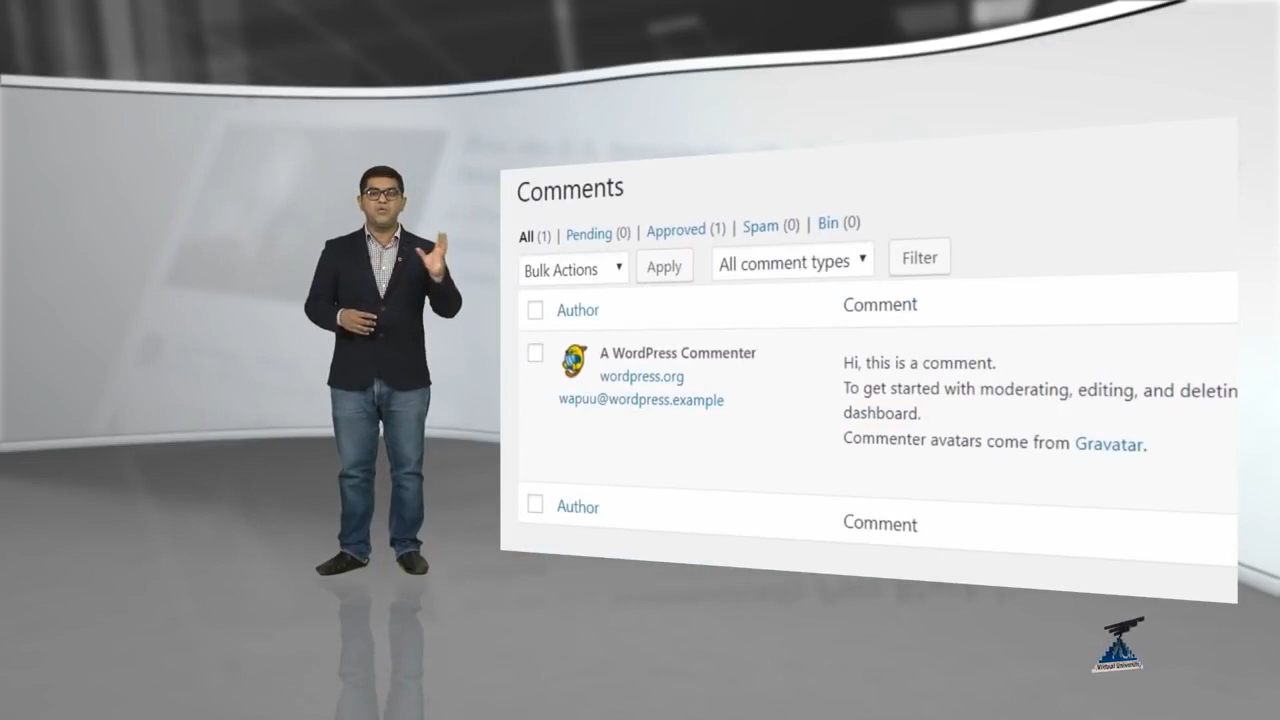 Comments
All (1) | Pending (0) | Approved (1) | Spam (0) | Bin (0)
Bulk Actions Apply All comment types Filter
Author Comment
A WordPress Commenter
wordpress.org
wapuu@wordpress.example
Hi, this is a comment.
To get started with moderating, editing, and deletin
dashboard.
Commenter avatars come from Gravatar.
Author Comment
Virtual University